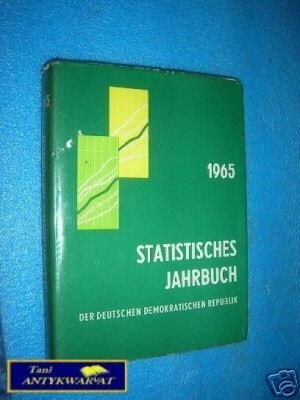 1965
STATISTISCHES
JAHRBUCH
DER DEUTSCHEN DEMOKRATISCHEN REPUBLIK
Tani
ANTYKWARIAT